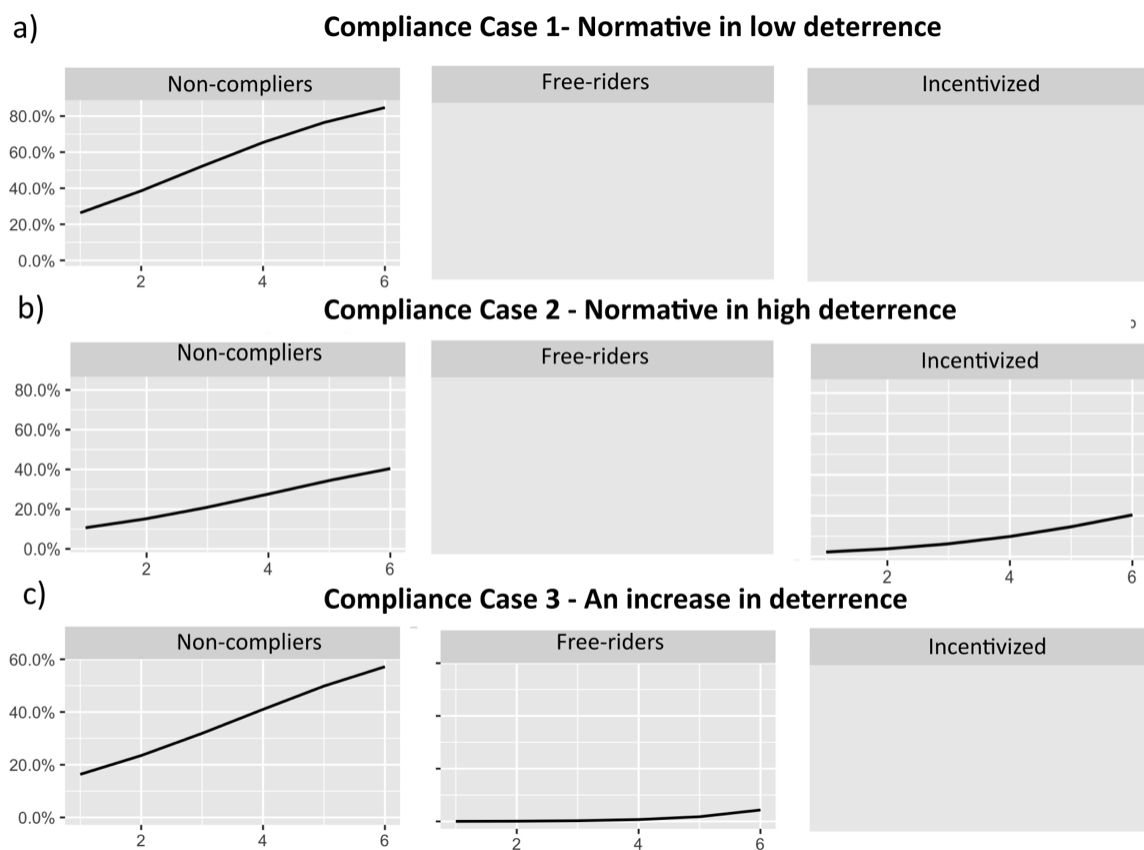 a)
Compliance Case 1- Normative in low deterrence
Non-compliers
Free-riders
Incentivized
80.0%
60.0%
40.0%
20.0%
0.0%
2 4 6
b)
Compliance Case 2 - Normative in high deterrence
Non-compliers
Free-riders
Incentivized
80.0%
60.0%
40.0%
20.0%
0.0%
2 4 6
2 4 6
c)
Compliance Case 3 - An increase in deterrence
Non-compliers
Free-riders
Incentivized
60.0%
40.0%
20.0%
0.0%
2 4 6
2 4 6